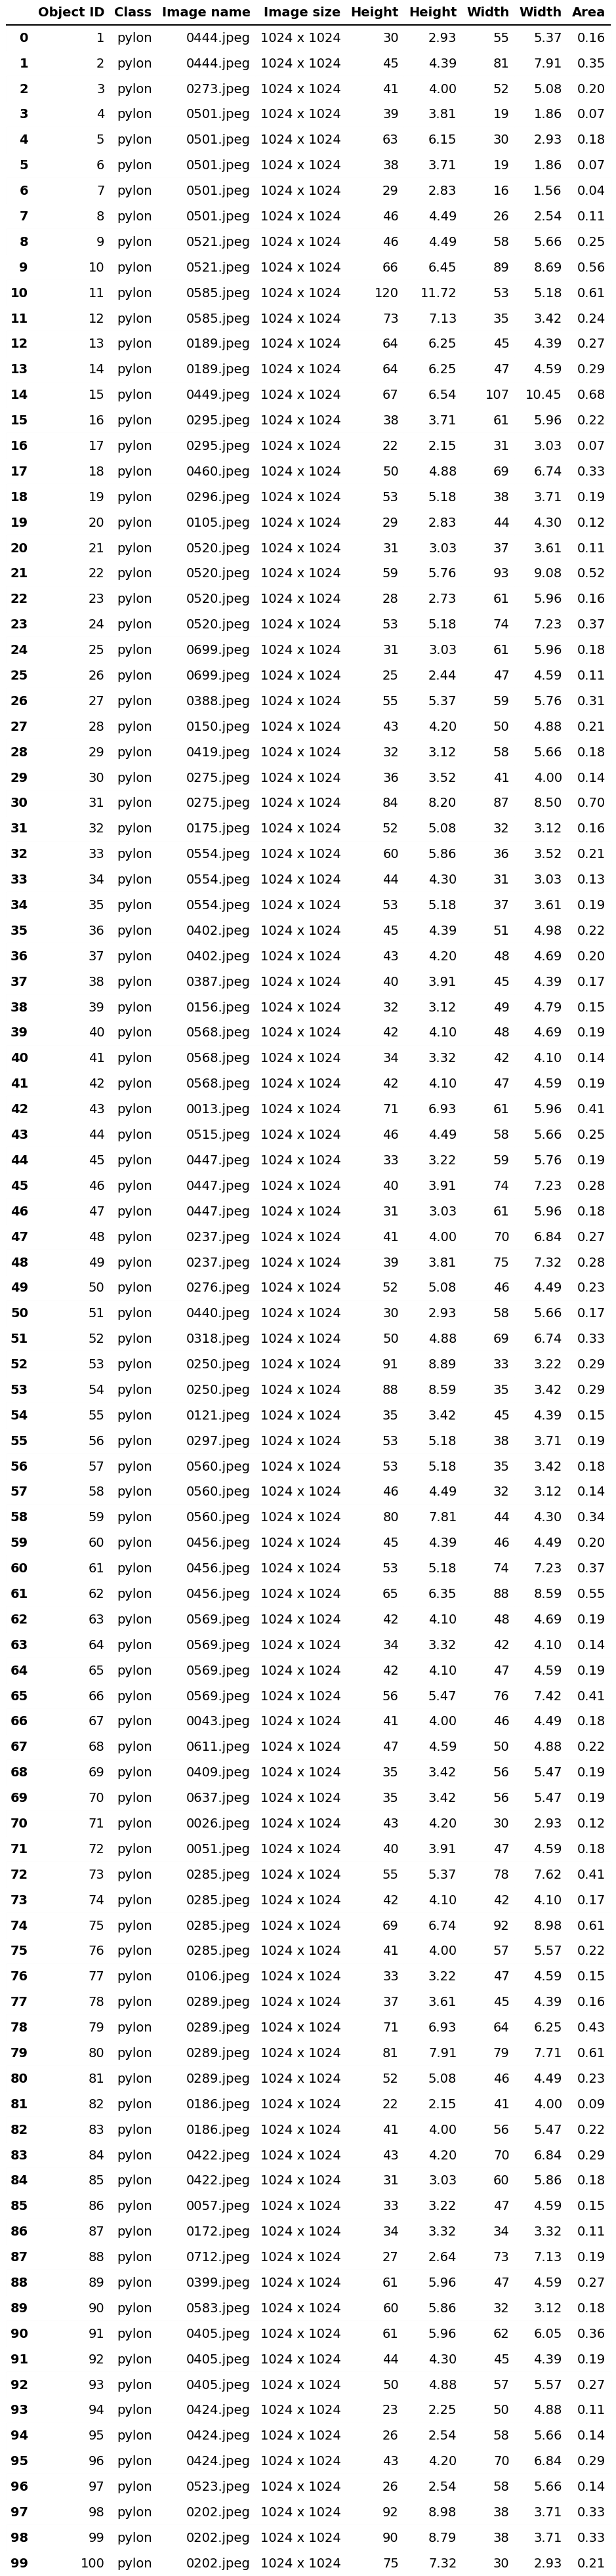 Object ID Class Image name Image size Height Height Width Width Area
0 1 pylon 0444.jpeg 1024 x 1024 30 2.93 55 5.37 0.16
1 2 pylon 0444.jpeg 1024 x 1024 45 4.39 81 7.91 0.35
2 3 pylon 0273.jpeg 1024 x 1024 41 4.00 52 5.08 0.20
3 4 pylon 0501.jpeg 1024 x 1024 39 3.81 19 1.86 0.07
4 5 pylon 0501.jpeg 1024 x 1024 63 6.15 30 2.93 0.18
5 6 pylon 0501.jpeg 1024 x 1024 38 3.71 19 1.86 0.07
6 7 pylon 0501.jpeg 1024 x 1024 29 2.83 16 1.56 0.04
7 8 pylon 0501.jpeg 1024 x 1024 46 4.49 26 2.54 0.11
8 9 pylon 0521.jpeg 1024 x 1024 46 4.49 58 5.66 0.25
9 10 pylon 0521.jpeg 1024 x 1024 66 6.45 89 8.69 0.56
10 11 pylon 0585.jpeg 1024 x 1024 120 11.72 53 5.18 0.61
11 12 pylon 0585.jpeg 1024 x 1024 73 7.13 35 3.42 0.24
12 13 pylon 0189.jpeg 1024 x 1024 64 6.25 45 4.39 0.27
13 14 pylon 0189.jpeg 1024 x 1024 64 6.25 47 4.59 0.29
14 15 pylon 0449.jpeg 1024 x 1024 67 6.54 107 10.45 0.68
15 16 pylon 0295.jpeg 1024 x 1024 38 3.71 61 5.96 0.22
16 17 pylon 0295.jpeg 1024 x 1024 22 2.15 31 3.03 0.07
17 18 pylon 0460.jpeg 1024 x 1024 50 4.88 69 6.74 0.33
18 19 pylon 0296.jpeg 1024 x 1024 53 5.18 38 3.71 0.19
19 20 pylon 0105.jpeg 1024 x 1024 29 2.83 44 4.30 0.12
20 21 pylon 0520.jpeg 1024 x 1024 31 3.03 37 3.61 0.11
21 22 pylon 0520.jpeg 1024 x 1024 59 5.76 93 9.08 0.52
22 23 pylon 0520.jpeg 1024 x 1024 28 2.73 61 5.96 0.16
23 24 pylon 0520.jpeg 1024 x 1024 53 5.18 74 7.23 0.37
24 25 pylon 0699.jpeg 1024 x 1024 31 3.03 61 5.96 0.18
25 26 pylon 0699.jpeg 1024 x 1024 25 2.44 47 4.59 0.11
26 27 pylon 0388.jpeg 1024 x 1024 55 5.37 59 5.76 0.31
27 28 pylon 0150.jpeg 1024 x 1024 43 4.20 50 4.88 0.21
28 29 pylon 0419.jpeg 1024 x 1024 32 3.12 58 5.66 0.18
29 30 pylon 0275.jpeg 1024 x 1024 36 3.52 41 4.00 0.14
30 31 pylon 0275.jpeg 1024 x 1024 84 8.20 87 8.50 0.70
31 32 pylon 0175.jpeg 1024 x 1024 52 5.08 32 3.12 0.16
32 33 pylon 0554.jpeg 1024 x 1024 60 5.86 36 3.52 0.21
33 34 pylon 0554.jpeg 1024 x 1024 44 4.30 31 3.03 0.13
34 35 pylon 0554.jpeg 1024 x 1024 53 5.18 37 3.61 0.19
35 36 pylon 0402.jpeg 1024 x 1024 45 4.39 51 4.98 0.22
36 37 pylon 0402.jpeg 1024 x 1024 43 4.20 48 4.69 0.20
37 38 pylon 0387.jpeg 1024 x 1024 40 3.91 45 4.39 0.17
38 39 pylon 0156.jpeg 1024 x 1024 32 3.12 49 4.79 0.15
39 40 pylon 0568.jpeg 1024 x 1024 42 4.10 48 4.69 0.19
40 41 pylon 0568.jpeg 1024 x 1024 34 3.32 42 4.10 0.14
41 42 pylon 0568.jpeg 1024 x 1024 42 4.10 47 4.59 0.19
42 43 pylon 0013.jpeg 1024 x 1024 71 6.93 61 5.96 0.41
43 44 pylon 0515.jpeg 1024 x 1024 46 4.49 58 5.66 0.25
44 45 pylon 0447.jpeg 1024 x 1024 33 3.22 59 5.76 0.19
45 46 pylon 0447.jpeg 1024 x 1024 40 3.91 74 7.23 0.28
46 47 pylon 0447.jpeg 1024 x 1024 31 3.03 61 5.96 0.18
47 48 pylon 0237.jpeg 1024 x 1024 41 4.00 70 6.84 0.27
48 49 pylon 0237.jpeg 1024 x 1024 39 3.81 75 7.32 0.28
49 50 pylon 0276.jpeg 1024 x 1024 52 5.08 46 4.49 0.23
50 51 pylon 0440.jpeg 1024 x 1024 30 2.93 58 5.66 0.17
51 52 pylon 0318.jpeg 1024 x 1024 50 4.88 69 6.74 0.33
52 53 pylon 0250.jpeg 1024 x 1024 91 8.89 33 3.22 0.29
53 54 pylon 0250.jpeg 1024 x 1024 88 8.59 35 3.42 0.29
54 55 pylon 0121.jpeg 1024 x 1024 35 3.42 45 4.39 0.15
55 56 pylon 0297.jpeg 1024 x 1024 53 5.18 38 3.71 0.19
56 57 pylon 0560.jpeg 1024 x 1024 53 5.18 35 3.42 0.18
57 58 pylon 0560.jpeg 1024 x 1024 46 4.49 32 3.12 0.14
58 59 pylon 0560.jpeg 1024 x 1024 80 7.81 44 4.30 0.34
59 60 pylon 0456.jpeg 1024 x 1024 45 4.39 46 4.49 0.20
60 61 pylon 0456.jpeg 1024 x 1024 53 5.18 74 7.23 0.37
61 62 pylon 0456.jpeg 1024 x 1024 65 6.35 88 8.59 0.55
62 63 pylon 0569.jpeg 1024 x 1024 42 4.10 48 4.69 0.19
63 64 pylon 0569.jpeg 1024 x 1024 34 3.32 42 4.10 0.14
64 65 pylon 0569.jpeg 1024 x 1024 42 4.10 47 4.59 0.19
65 66 pylon 0569.jpeg 1024 x 1024 56 5.47 76 7.42 0.41
66 67 pylon 0043.jpeg 1024 x 1024 41 4.00 46 4.49 0.18
67 68 pylon 0611.jpeg 1024 x 1024 47 4.59 50 4.88 0.22
68 69 pylon 0409.jpeg 1024 x 1024 35 3.42 56 5.47 0.19
69 70 pylon 0637.jpeg 1024 x 1024 35 3.42 56 5.47 0.19
70 71 pylon 0026.jpeg 1024 x 1024 43 4.20 30 2.93 0.12
71 72 pylon 0051.jpeg 1024 x 1024 40 3.91 47 4.59 0.18
72 73 pylon 0285.jpeg 1024 x 1024 55 5.37 78 7.62 0.41
73 74 pylon 0285.jpeg 1024 x 1024 42 4.10 42 4.10 0.17
74 75 pylon 0285.jpeg 1024 x 1024 69 6.74 92 8.98 0.61
75 76 pylon 0285.jpeg 1024 x 1024 41 4.00 57 5.57 0.22
76 77 pylon 0106.jpeg 1024 x 1024 33 3.22 47 4.59 0.15
77 78 pylon 0289.jpeg 1024 x 1024 37 3.61 45 4.39 0.16
78 79 pylon 0289.jpeg 1024 x 1024 71 6.93 64 6.25 0.43
79 80 pylon 0289.jpeg 1024 x 1024 81 7.91 79 7.71 0.61
80 81 pylon 0289.jpeg 1024 x 1024 52 5.08 46 4.49 0.23
81 82 pylon 0186.jpeg 1024 x 1024 22 2.15 41 4.00 0.09
82 83 pylon 0186.jpeg 1024 x 1024 41 4.00 56 5.47 0.22
83 84 pylon 0422.jpeg 1024 x 1024 43 4.20 70 6.84 0.29
84 85 pylon 0422.jpeg 1024 x 1024 31 3.03 60 5.86 0.18
85 86 pylon 0057.jpeg 1024 x 1024 33 3.22 47 4.59 0.15
86 87 pylon 0172.jpeg 1024 x 1024 34 3.32 34 3.32 0.11
87 88 pylon 0712.jpeg 1024 x 1024 27 2.64 73 7.13 0.19
88 89 pylon 0399.jpeg 1024 x 1024 61 5.96 47 4.59 0.27
89 90 pylon 0583.jpeg 1024 x 1024 60 5.86 32 3.12 0.18
90 91 pylon 0405.jpeg 1024 x 1024 61 5.96 62 6.05 0.36
91 92 pylon 0405.jpeg 1024 x 1024 44 4.30 45 4.39 0.19
92 93 pylon 0405.jpeg 1024 x 1024 50 4.88 57 5.57 0.27
93 94 pylon 0424.jpeg 1024 x 1024 23 2.25 50 4.88 0.11
94 95 pylon 0424.jpeg 1024 x 1024 26 2.54 58 5.66 0.14
95 96 pylon 0424.jpeg 1024 x 1024 43 4.20 70 6.84 0.29
96 97 pylon 0523.jpeg 1024 x 1024 26 2.54 58 5.66 0.14
97 98 pylon 0202.jpeg 1024 x 1024 92 8.98 38 3.71 0.33
98 99 pylon 0202.jpeg 1024 x 1024 90 8.79 38 3.71 0.33
99 100 pylon 0202.jpeg 1024 x 1024 75 7.32 30 2.93 0.21